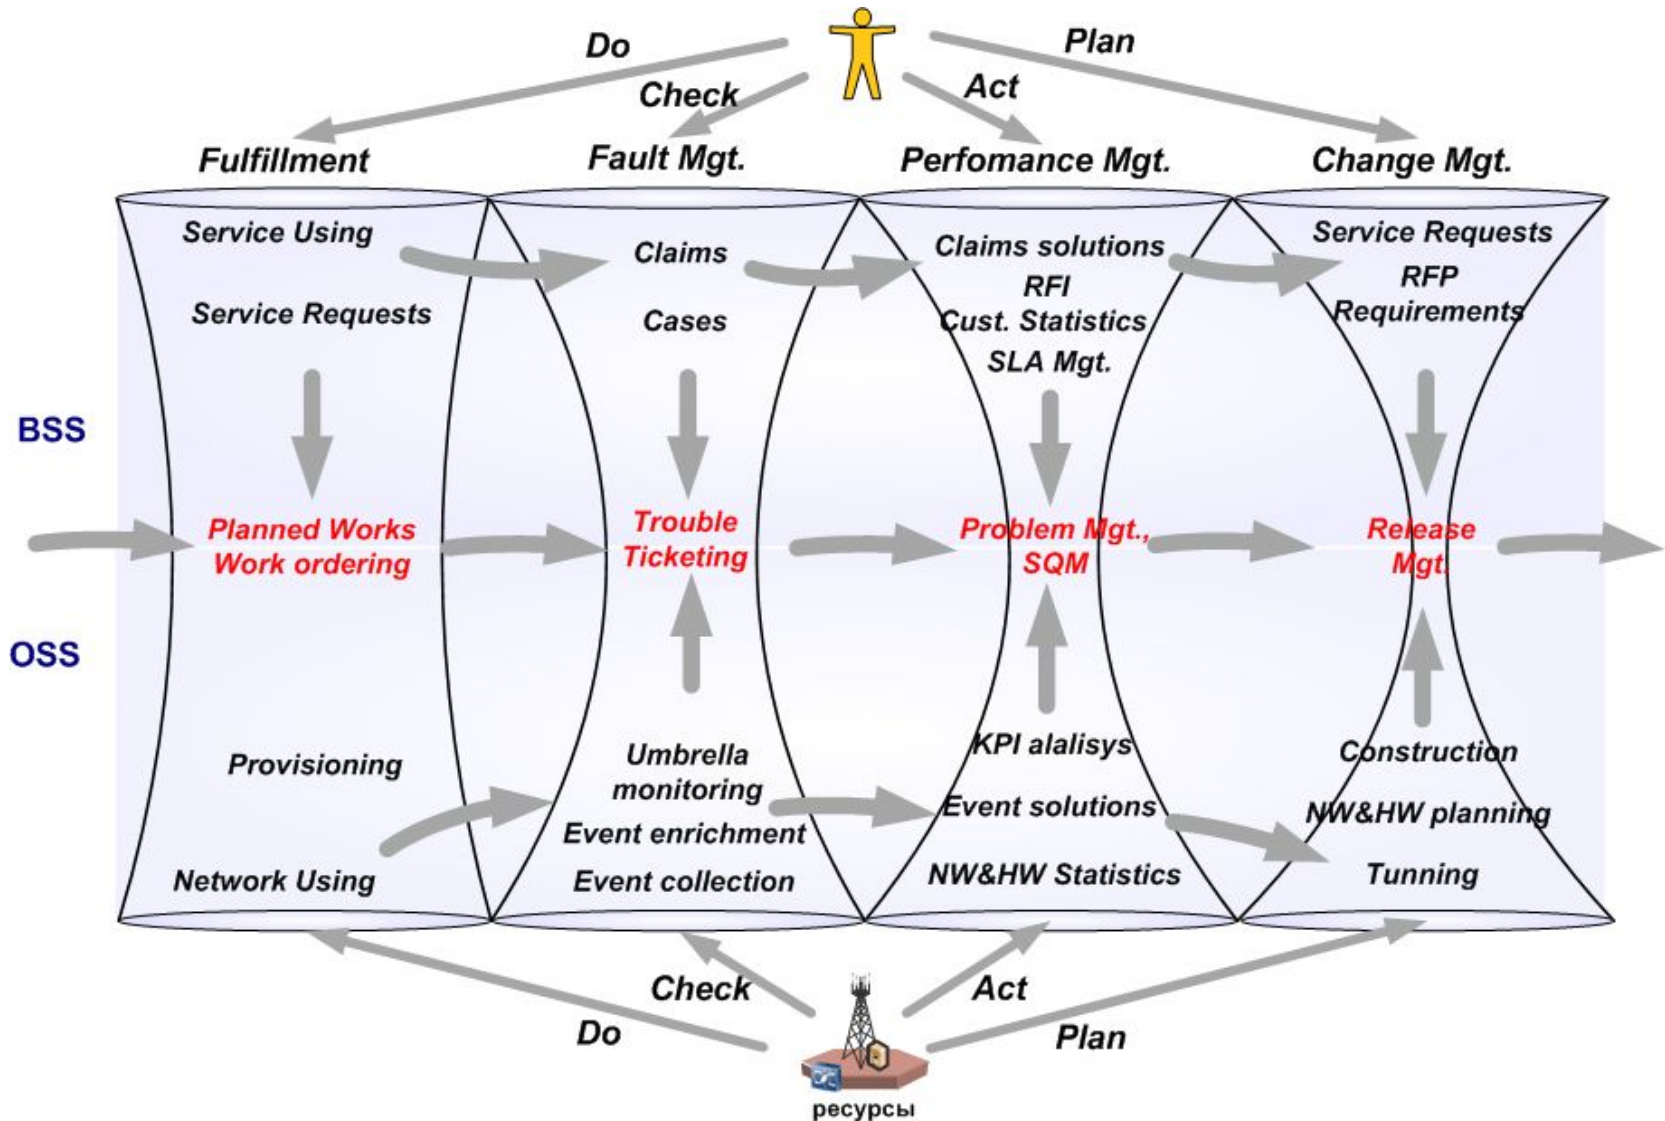 Do
Plan
Check
Act
Fulfillment
Fault Mgt.
Perfomance Mgt.
Change Mgt.
Service Using
Service Requests
Claims
Cases
Claims solutions
RFI
Cust. Statistics
SLA Mgt.
Service Requests
RFP
Requirements
BSS
Planned Works
Work ordering
Trouble
Ticketing
Problem Mgt.,
SQM
Release
Mgt.
OSS
Provisioning
Network Using
Umbrella
monitoring
Event enrichment
Event collection
KPI alalisys
Event solutions
NW&HW Statistics
Construction
NW&HW planning
Tunning
Check
Act
Do
Plan
ресурсы